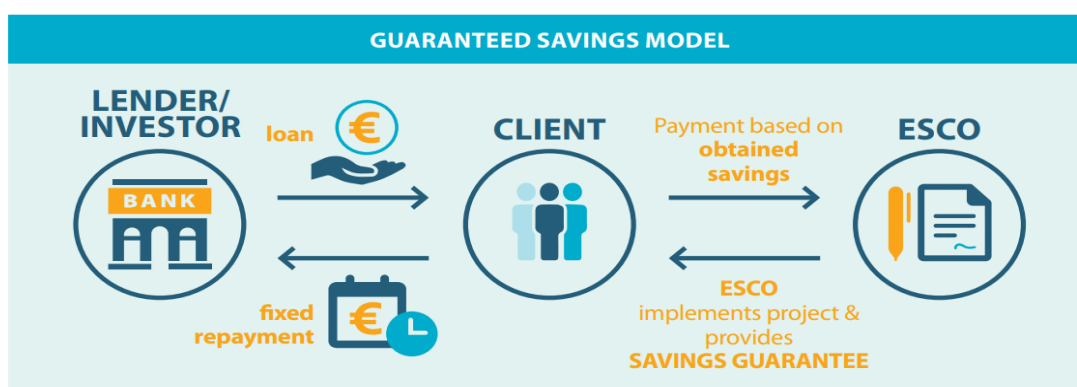 GUARANTEED SAVINGS MODEL
LENDER/
INVESTOR
BANK
loan
€
fixed
repayment
€
CLIENT
Payment based on
obtained
savings
ESCO
implements project &
provides
SAVINGS GUARANTEE
ESCO